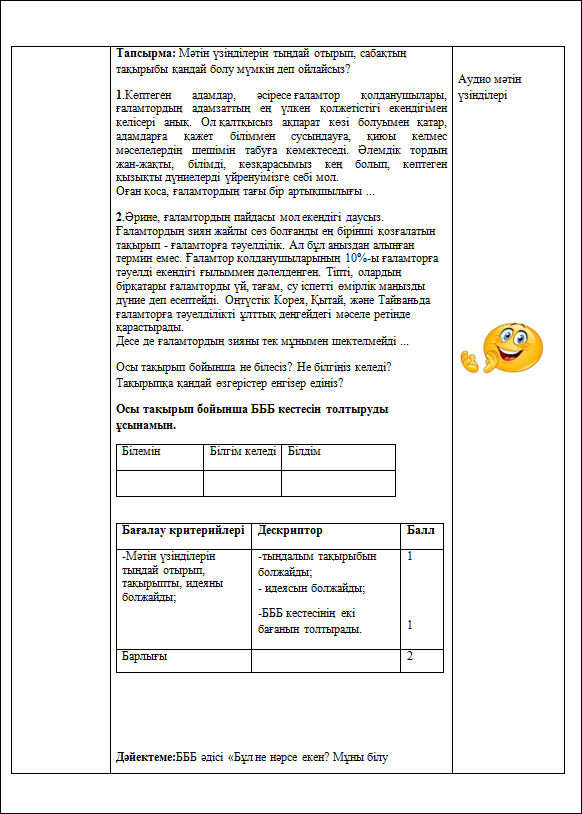 Тапсырма: Мәтін үзінділерін тыңдай отырып, сабақтың
тақырыбы қандай болу мүмкін деп ойлайсыз?
1.Көптеген адамдар, әсіресе ғаламтор қолданушылары,
ғаламтордың адамзаттың ең үлкен қолжетістігі екендігімен
келісері анық. Ол қалтқысыз ақпарат көзі болуымен қатар,
адамдарға қажет біліммен сусындауға, қиюы келмес
мәселелердің шешімін табуға көмектеседі. Әлемдік тордың
жан-жақты, білімді, көзқарасымыз кең болып, көптеген
қызықты дүниелерді үйренуімізге себі мол.
Оған қоса, ғаламтордың тағы бір артықшылығы ...
2.Әрине, ғаламтордың пайдасы мол екендігі даусыз.
Ғаламтордың зиян жайлы сөз болғанды ең бірінші қозғалатын
тақырып - ғаламторға тәуелділік. Ал бұл аңыздан алынған
термин емес. Ғаламтор қолданушыларының 10%-ы ғаламторға
тәуелді екендігі ғылыммен дәлелденген. Тіпті, олардың
бірқатары ғаламторды үй, тағам, су іспетті өмірлік маңызды
дүние деп есептейді. Оңтүстік Корея, Қытай, және Тайваньда
ғаламторға тәуелділікті ұлттық деңгейдегі мәселе ретінде
қарастырады.
Десе де ғаламтордың зияны тек мұнымен шектелмейді ...
Осы тақырып бойынша не білесіз? Не білгіңіз келеді?
Тақырыпқа қандай өзгерістер енгізер едіңіз?
Осы тақырып бойынша БББ кестесін толтыруды
ұсынамын.
Білемін Білгім келеді Білдім
Бағалау критерийлері Дескриптор Балл
-Мәтін үзінділерін
тыңдай отырып,
тақырыпты, идеяны
болжайды;
-тыңдалым тақырыбын
болжайды;
- идеясын болжайды;
-БББ кестесінің екі
бағанын толтырады.
1
1
Барлығы 2
Дәйектеме:БББ әдісі «Бұл не нәрсе екен? Мұны білу
Аудио мәтін
үзінділері